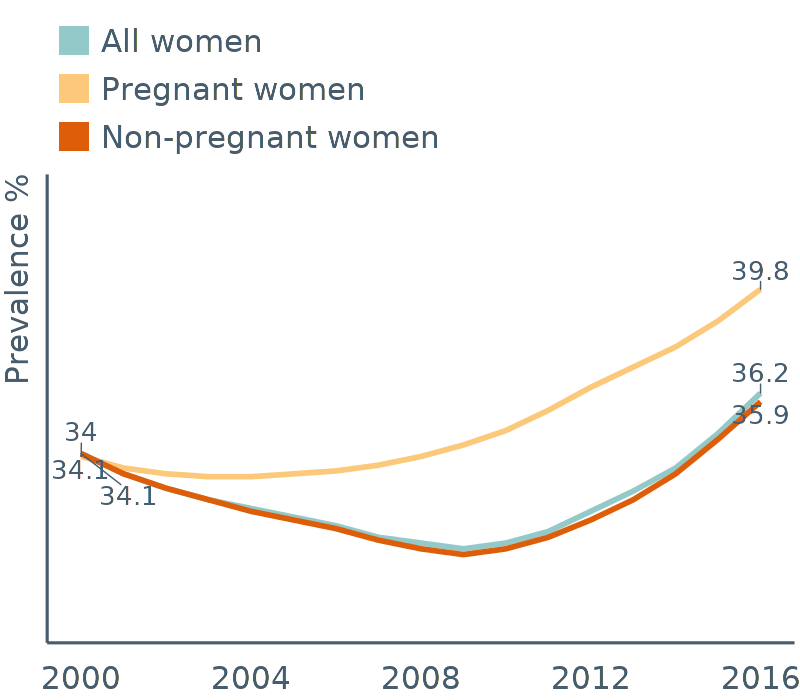 All women
Pregnant women
Non-pregnant women
Prevalence %
39.8
36.2
35.9
34
34.1
34.1
2000 2004 2008 2012 2016